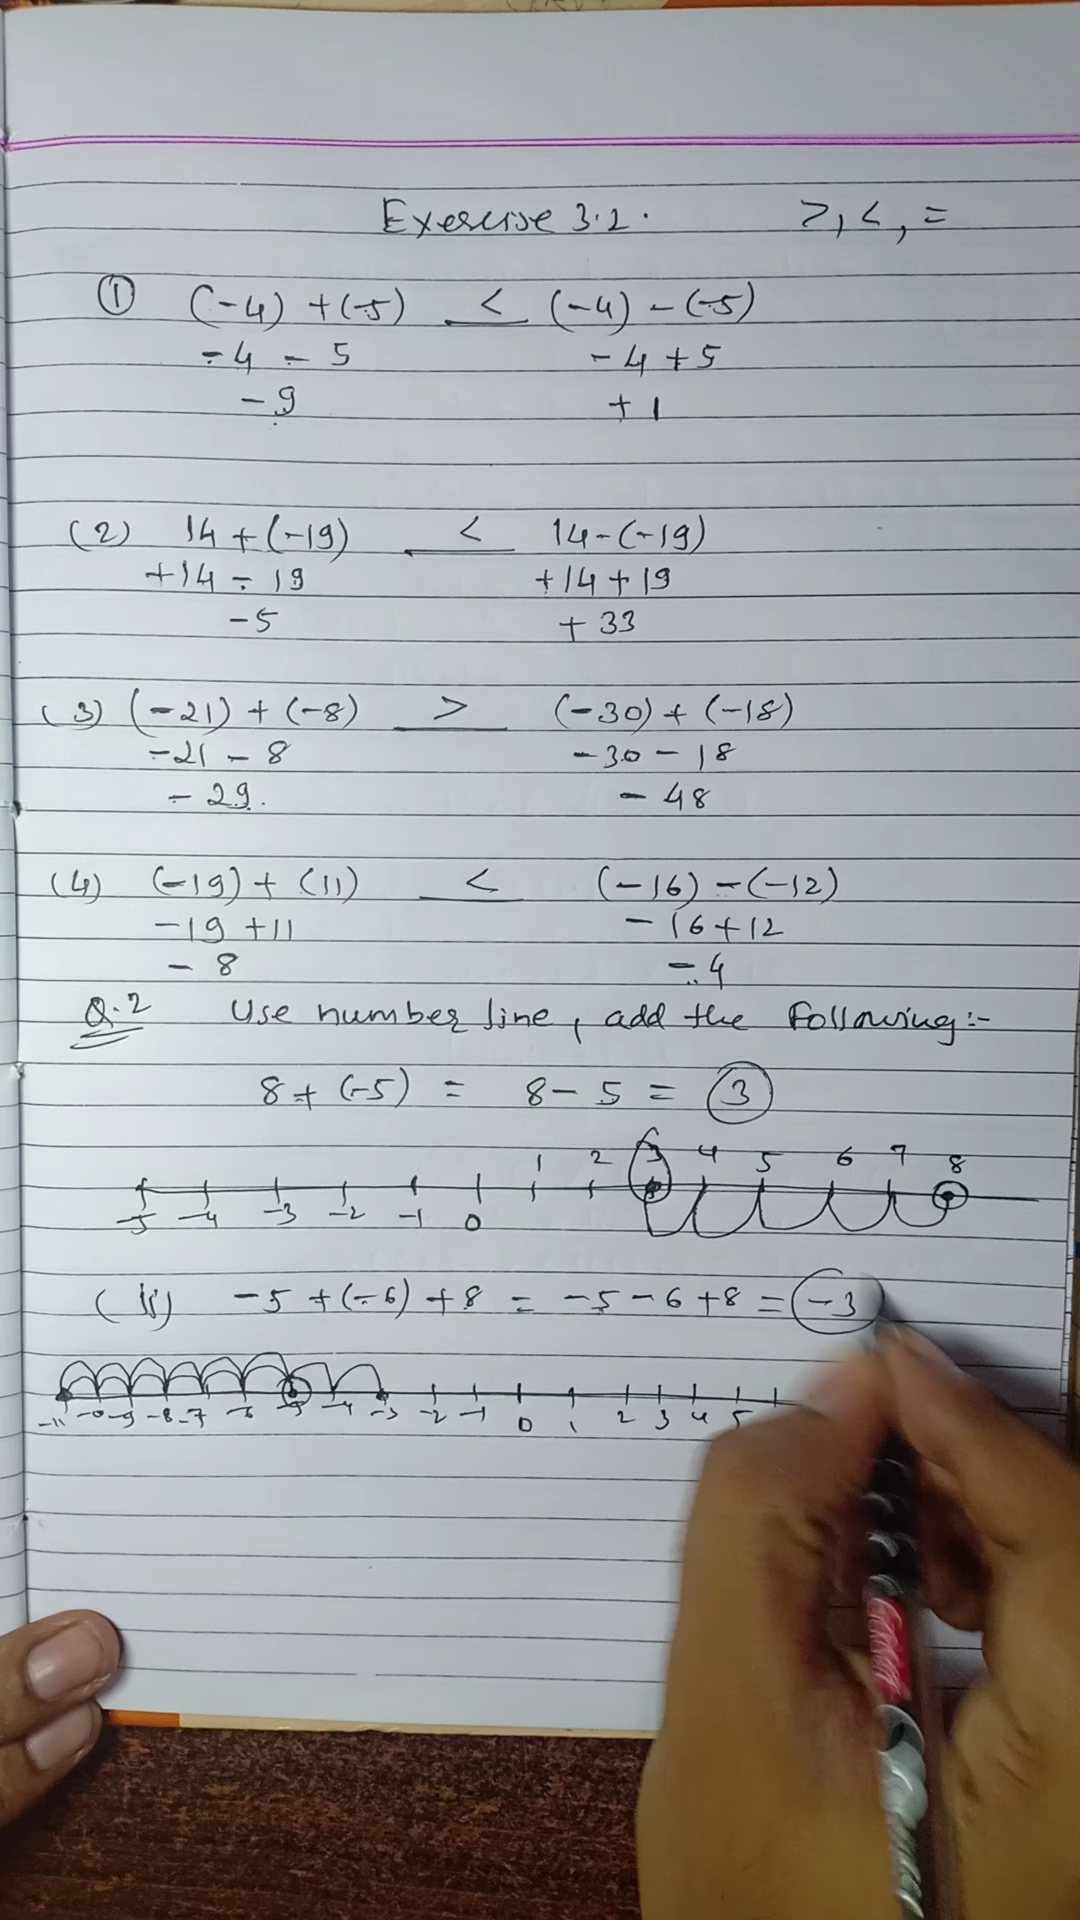 Exercise 3.2. >, <, =
① (-4) + (-5) < (-4) - (-5)
-4 - 5 -4 + 5
-9 +1
(2) 14 + (-19) < 14 - (-19)
+14 - 19 +14 + 19
-5 +33
(3) (-21) + (-8) > (-30) + (-18)
-21 - 8 -30 - 18
-29. -48
(4) (-19) + (11) < (-16) - (-12)
-19 + 11 -16 + 12
-8 -4
Q.2 Use number line, add the following:-
8 + (-5) = 8 - 5 = 3
1 2 3 4 5 6 7 8
-5 -4 -3 -2 -1 0
(ii) -5 + (-6) + 8 = -5 - 6 + 8 = -3
-11 -9 -8 -7 -6 -5 -4 -3 -2 -1 0 1 2 3 4 5